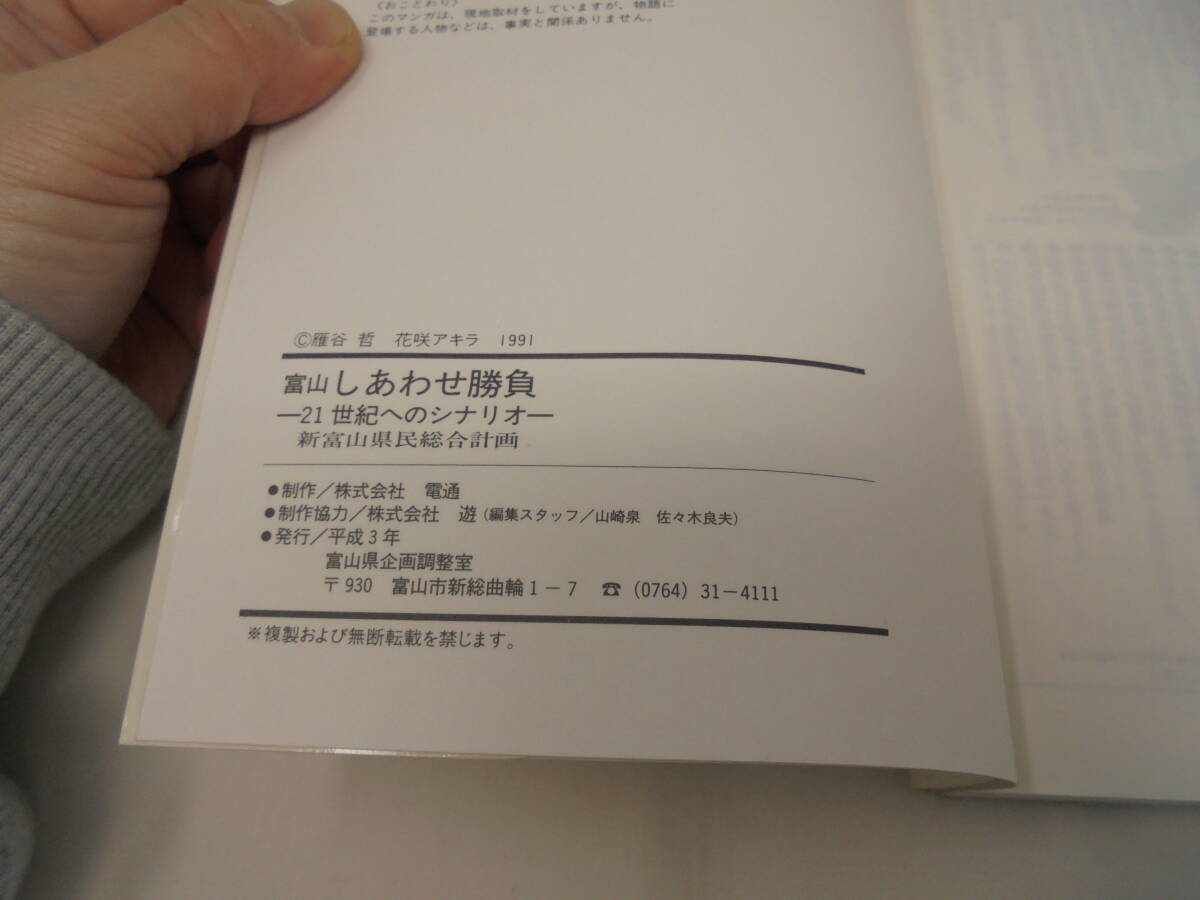 〈おことわり〉
このマンガは、現地取材をしていますが、物語に
登場する人物などは、事実と関係ありません。
©雁谷 哲 花咲アキラ 1991
富山しあわせ勝負
―21世紀へのシナリオ―
新富山県民総合計画
●制作/株式会社 電通
●制作協力/株式会社 遊(編集スタッフ/山崎泉 佐々木良夫)
●発行/平成3年
富山県企画調整室
〒930 富山市新総曲輪1-7 ☎(0764)31-4111
※複製および無断転載を禁じます。